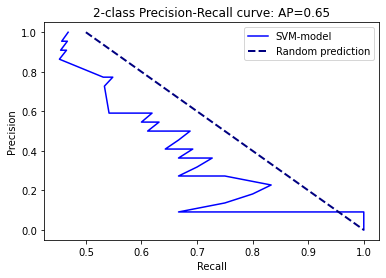 2-class Precision-Recall curve: AP=0.65
SVM-model
Random prediction
Precision
1.0
0.8
0.6
0.4
0.2
0.0
0.5 0.6 0.7 0.8 0.9 1.0
Recall